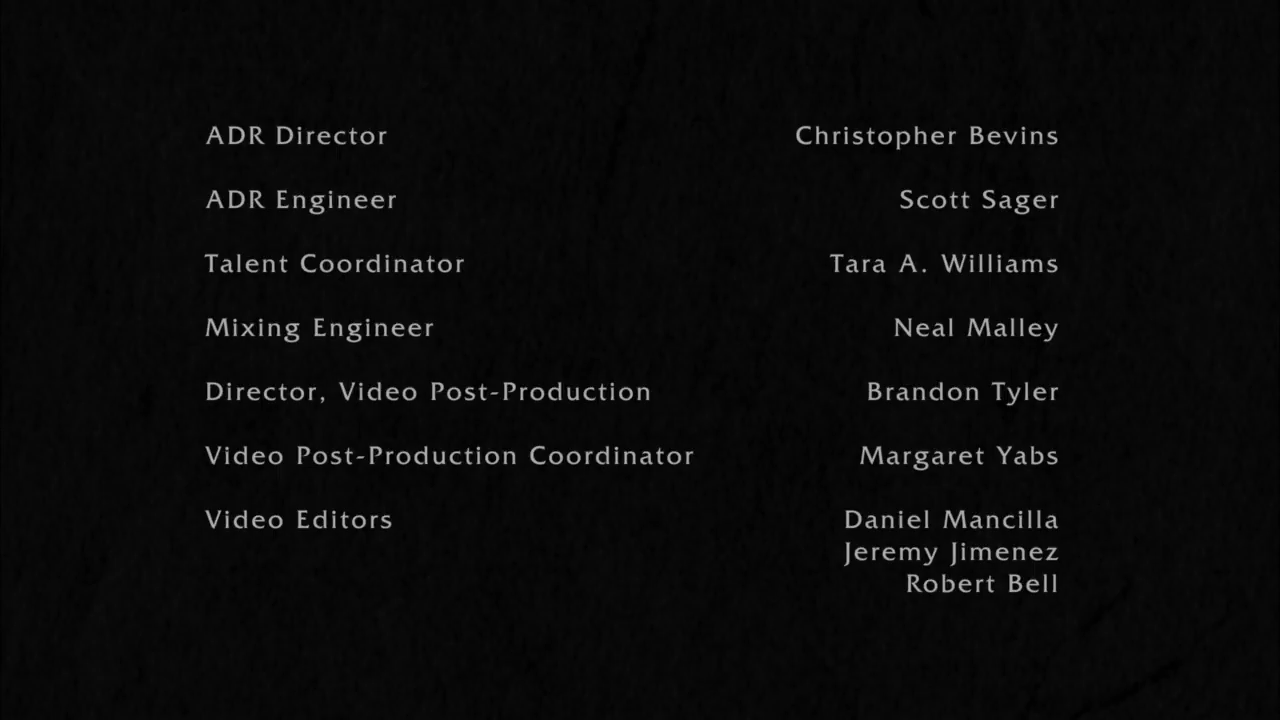 ADR Director Christopher Bevins
ADR Engineer Scott Sager
Talent Coordinator Tara A. Williams
Mixing Engineer Neal Malley
Director, Video Post-Production Brandon Tyler
Video Post-Production Coordinator Margaret Yabs
Video Editors Daniel Mancilla
Jeremy Jimenez
Robert Bell